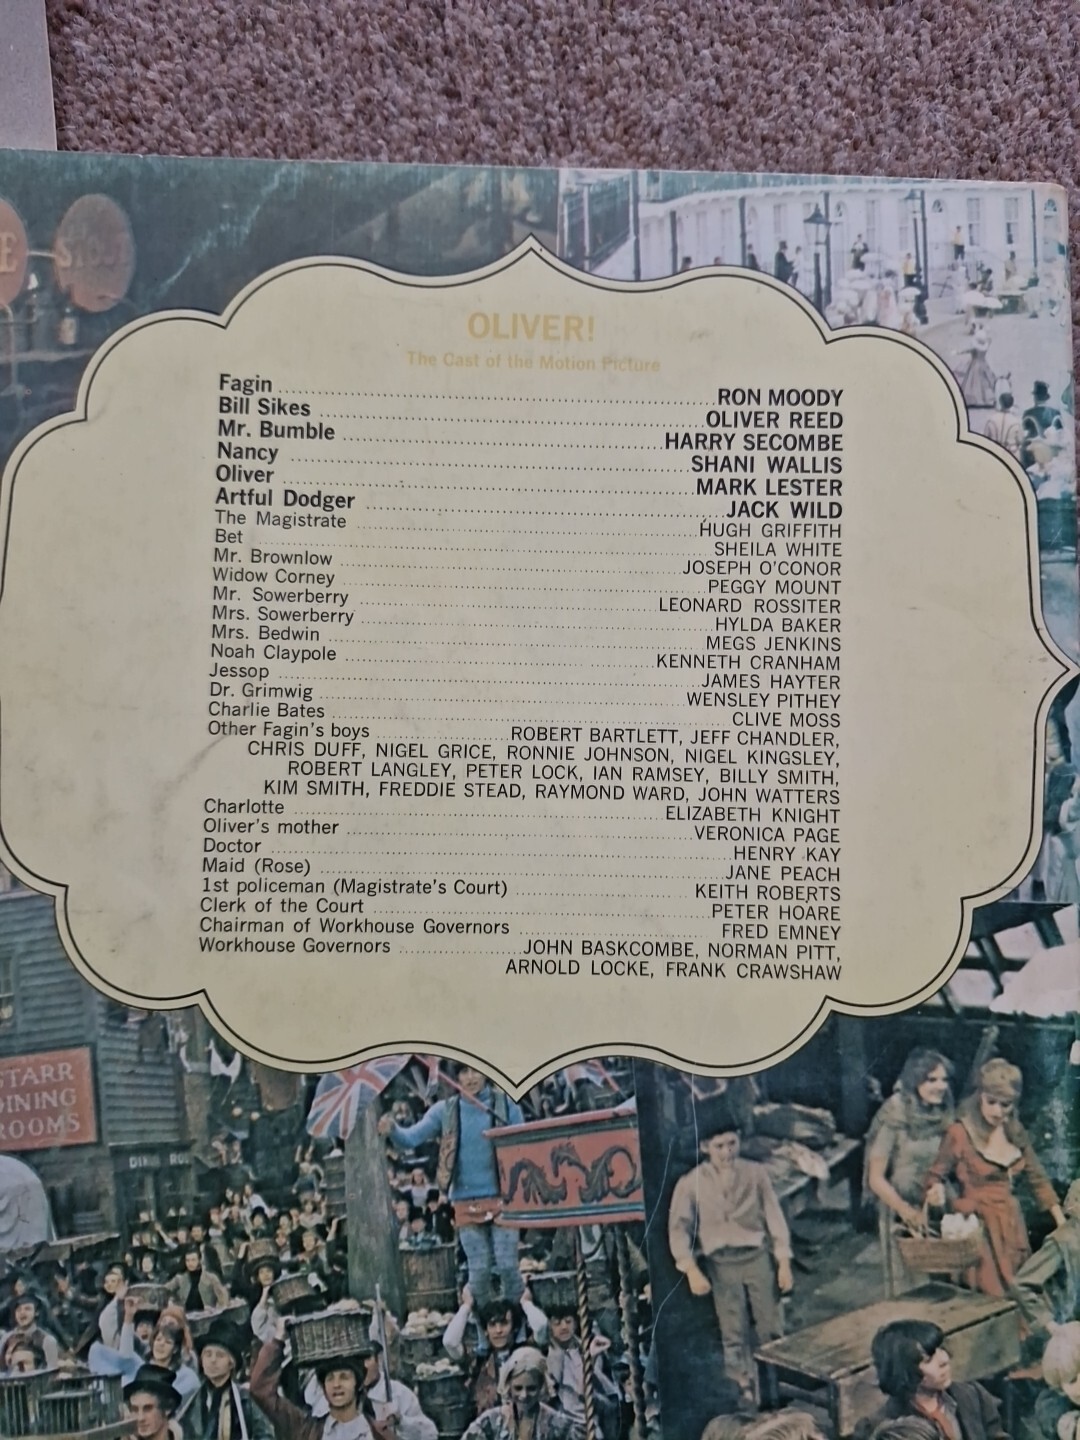 OLIVER!
The Cast of the Motion Picture
Fagin RON MOODY
Bill Sikes OLIVER REED
Mr. Bumble HARRY SECOMBE
Nancy SHANI WALLIS
Oliver MARK LESTER
Artful Dodger JACK WILD
The Magistrate HUGH GRIFFITH
Bet SHEILA WHITE
Mr. Brownlow JOSEPH O'CONOR
Widow Corney PEGGY MOUNT
Mr. Sowerberry LEONARD ROSSITER
Mrs. Sowerberry HYLDA BAKER
Mrs. Bedwin MEGS JENKINS
Noah Claypole KENNETH CRANHAM
Jessop JAMES HAYTER
Dr. Grimwig WENSLEY PITHEY
Charlie Bates CLIVE MOSS
Other Fagin's boys ROBERT BARTLETT, JEFF CHANDLER,
CHRIS DUFF, NIGEL GRICE, RONNIE JOHNSON, NIGEL KINGSLEY,
ROBERT LANGLEY, PETER LOCK, IAN RAMSEY, BILLY SMITH,
KIM SMITH, FREDDIE STEAD, RAYMOND WARD, JOHN WATTERS
Charlotte ELIZABETH KNIGHT
Oliver's mother VERONICA PAGE
Doctor HENRY KAY
Maid (Rose) JANE PEACH
1st policeman (Magistrate's Court) KEITH ROBERTS
Clerk of the Court PETER HOARE
Chairman of Workhouse Governors FRED EMNEY
Workhouse Governors JOHN BASKCOMBE, NORMAN PITT,
ARNOLD LOCKE, FRANK CRAWSHAW
STARR
DINING
ROOMS